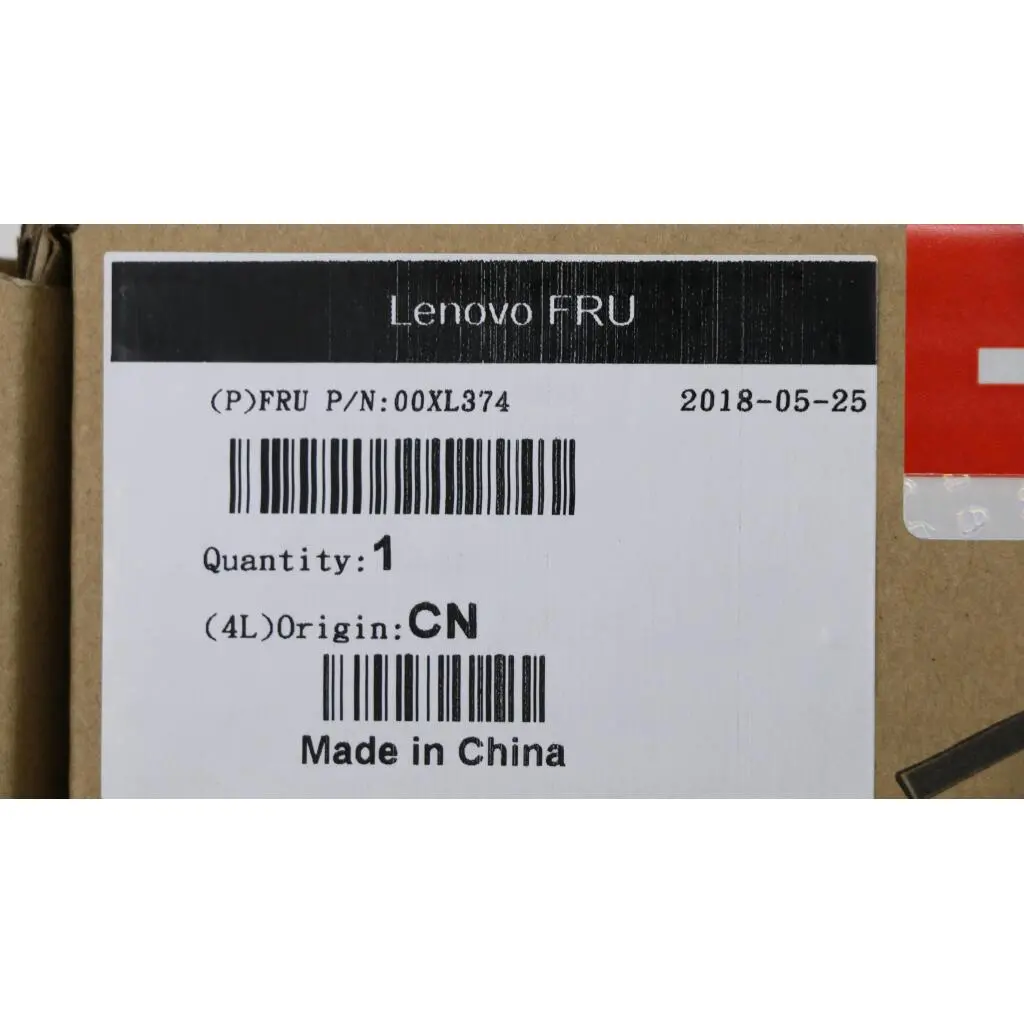 Lenovo FRU
(P)FRU P/N:00XL374 2018-05-25
Quantity:1
(4L)Origin:CN
Made in China